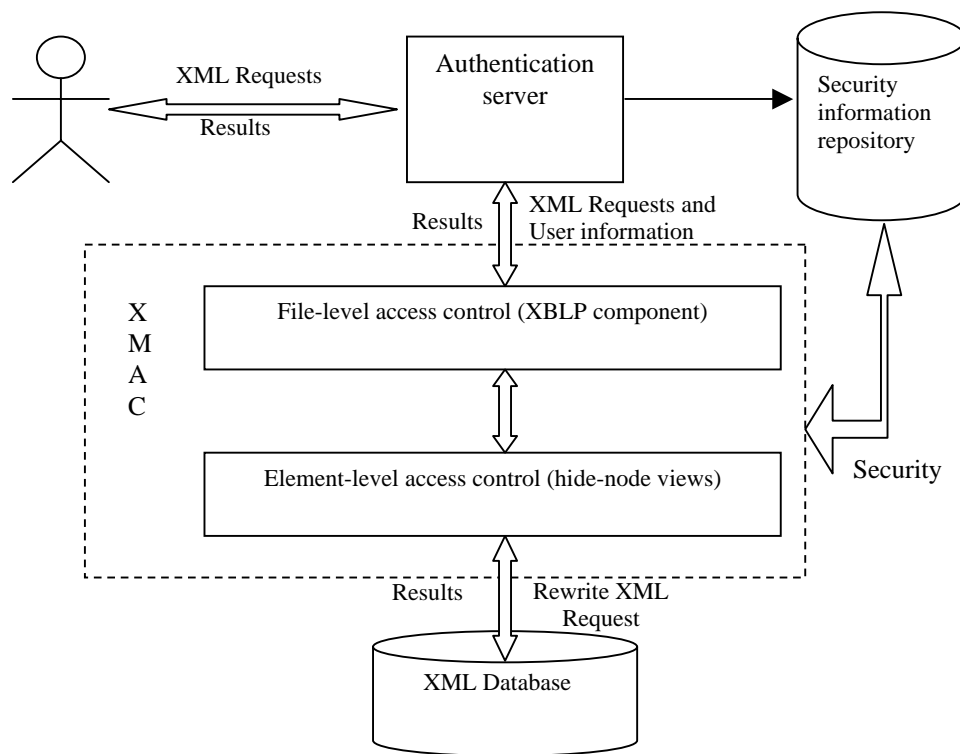 XML Requests
Results
Authentication
server
Security
information
repository
Results
XML Requests and
User information
X
M
A
C
File-level access control (XBLP component)
Element-level access control (hide-node views)
Security
Results
Rewrite XML
Request
XML Database